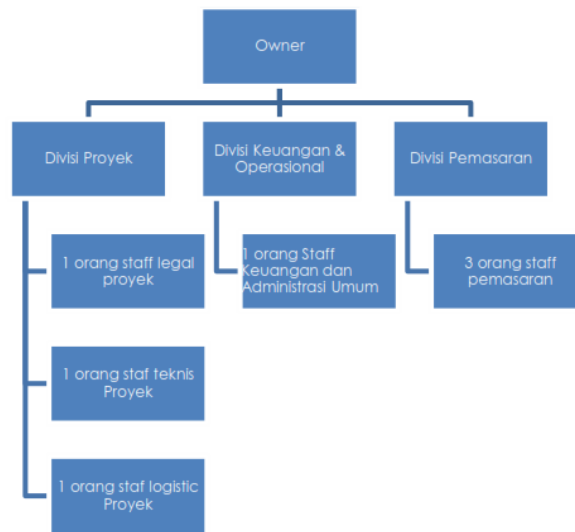 Owner
Divisi Proyek
Divisi Keuangan &
Operasional
Divisi Pemasaran
1 orang staff legal
proyek
1 orang Staff
Keuangan dan
Administrasi Umum
3 orang staff
pemasaran
1 orang staf teknis
Proyek
1 orang staf logistic
Proyek